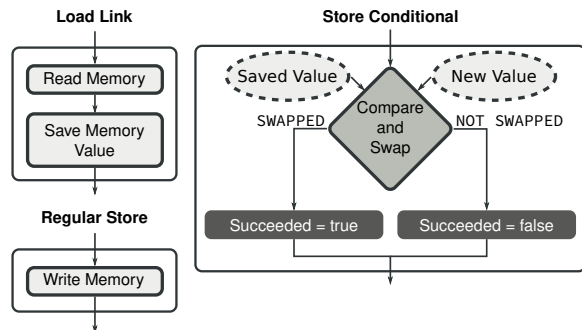 Load Link
Read Memory
Save Memory
Value
Regular Store
Write Memory
Store Conditional
Saved Value
New Value
Compare
and
Swap
SWAPPED
NOT SWAPPED
Succeeded = true
Succeeded = false